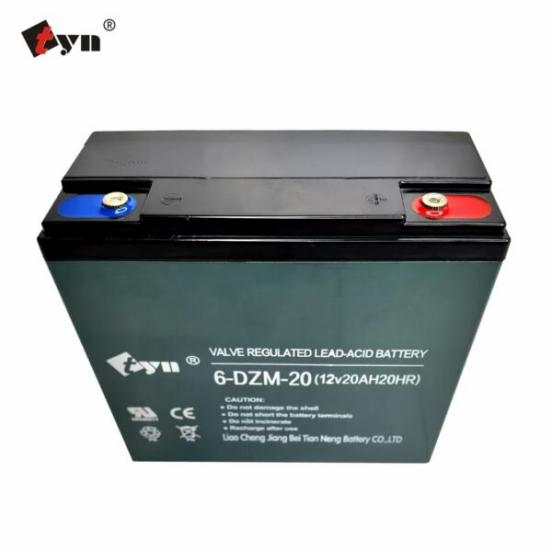 tyn®
tyn®
VALVE REGULATED LEAD-ACID BATTERY
6-DZM-20(12v20AH20HR)
CAUTION:
• Do not damage the shell
• Do not short the battery terminals
• Do not incinerate
• Recharge after use
CE
Liao Cheng Jiang Bei Tian Neng Battery CO.,LTD